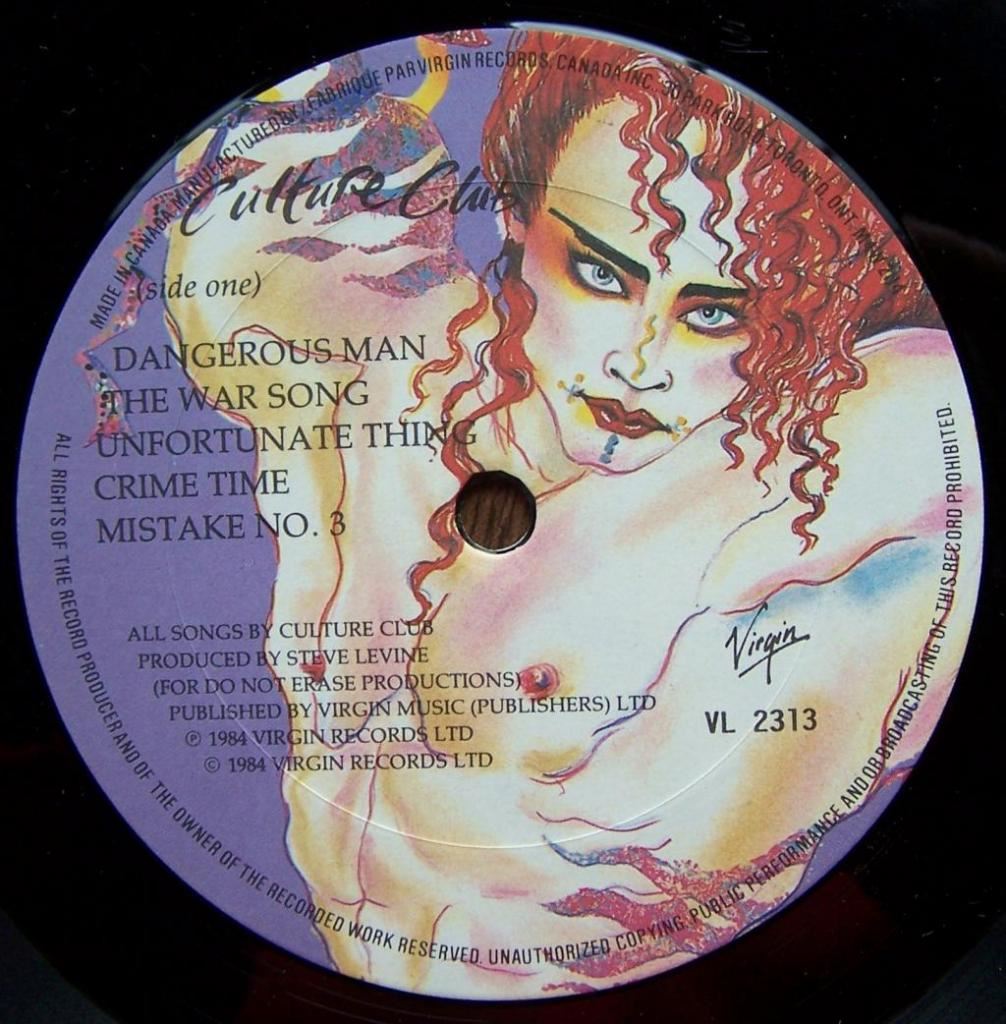 MADE IN CANADA MANUFACTURED BY/FABRIQUE PAR VIRGIN RECORDS, CANADA INC. 30 PARK ROAD TORONTO, ONT.
Culture Club
(side one)
DANGEROUS MAN
THE WAR SONG
UNFORTUNATE THING
CRIME TIME
MISTAKE NO. 3
ALL SONGS BY CULTURE CLUB
PRODUCED BY STEVE LEVINE
(FOR DO NOT ERASE PRODUCTIONS)
PUBLISHED BY VIRGIN MUSIC (PUBLISHERS) LTD
℗ 1984 VIRGIN RECORDS LTD
© 1984 VIRGIN RECORDS LTD
Virgin
VL 2313
ALL RIGHTS OF THE RECORD PRODUCER AND OF THE OWNER OF THE RECORDED WORK RESERVED. UNAUTHORIZED COPYING, PUBLIC PERFORMANCE AND OR BROADCASTING OF THIS RECORD PROHIBITED.